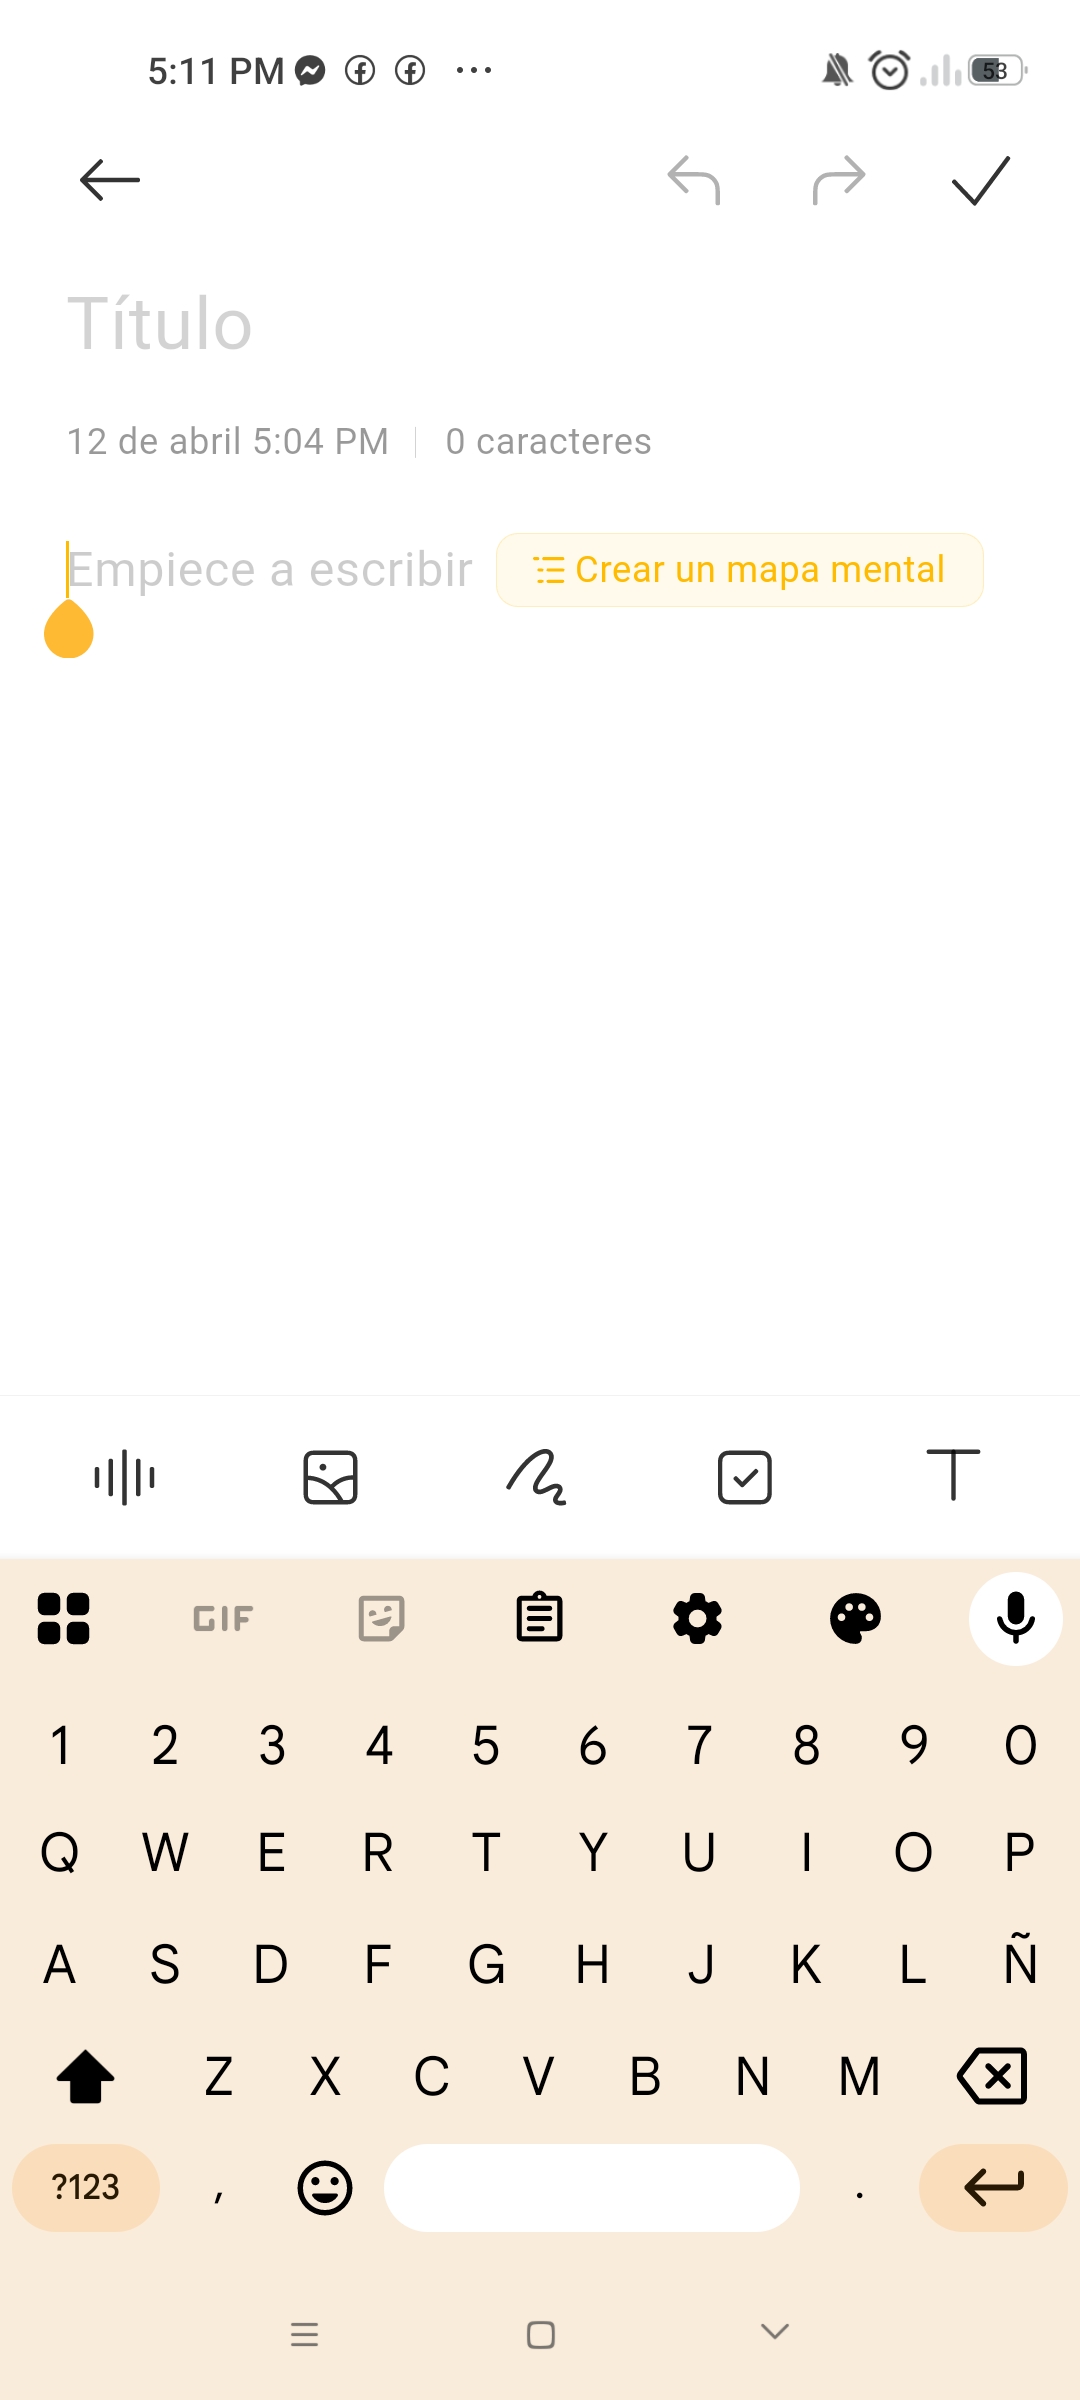 5:11 PM
53
Título
12 de abril 5:04 PM | 0 caracteres
Empiece a escribir Crear un mapa mental
GIF
1 2 3 4 5 6 7 8 9 0
Q W E R T Y U I O P
A S D F G H J K L Ñ
Z X C V B N M
?123 , .